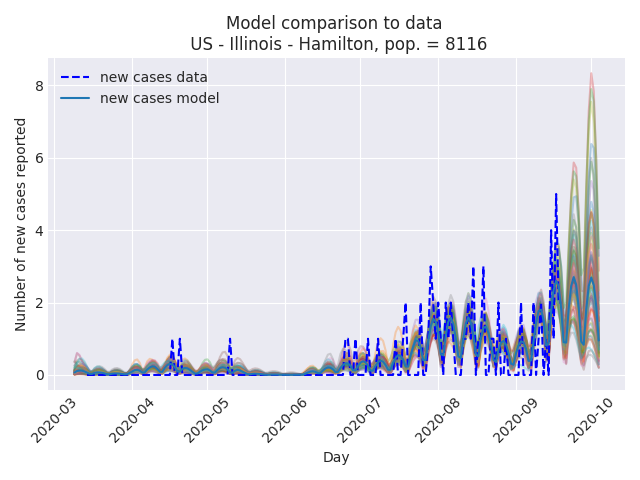 Model comparison to data
US - Illinois - Hamilton, pop. = 8116
new cases data
new cases model
Number of new cases reported
8
6
4
2
0
2020-03
2020-04
2020-05
2020-06
2020-07
2020-08
2020-09
2020-10
Day